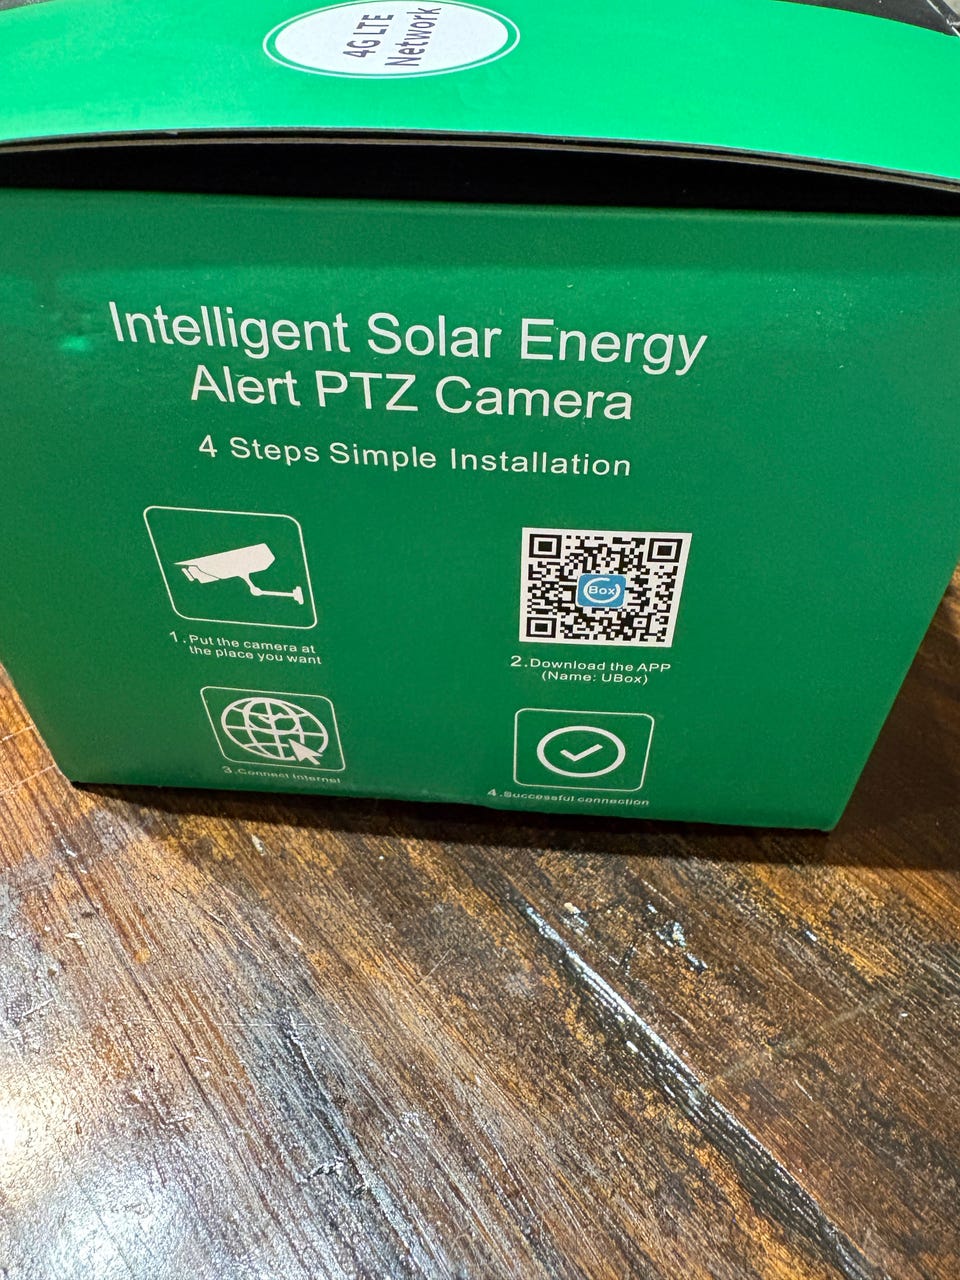 4G LTE
Network
Intelligent Solar Energy
Alert PTZ Camera
4 Steps Simple Installation
1.Put the camera at
the place you want
Box
2.Download the APP
(Name: UBox)
3.Connect Internet
4.Successful connection